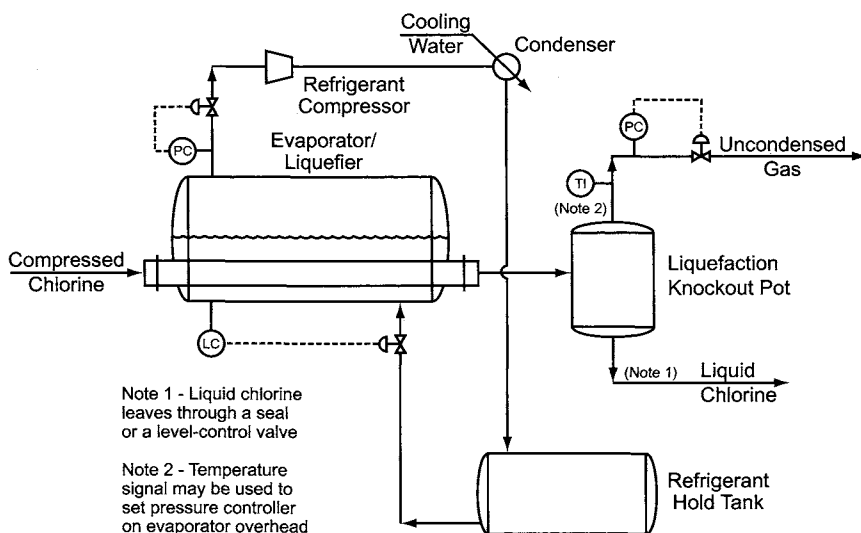 Cooling
Water
Condenser
Refrigerant
Compressor
PC
PC
Evaporator/
Liquefier
Uncondensed
Gas
TI
(Note 2)
Compressed
Chlorine
Liquefaction
Knockout Pot
LC
(Note 1)
Liquid
Chlorine
Note 1 - Liquid chlorine
leaves through a seal
or a level-control valve
Note 2 - Temperature
signal may be used to
set pressure controller
on evaporator overhead
Refrigerant
Hold Tank